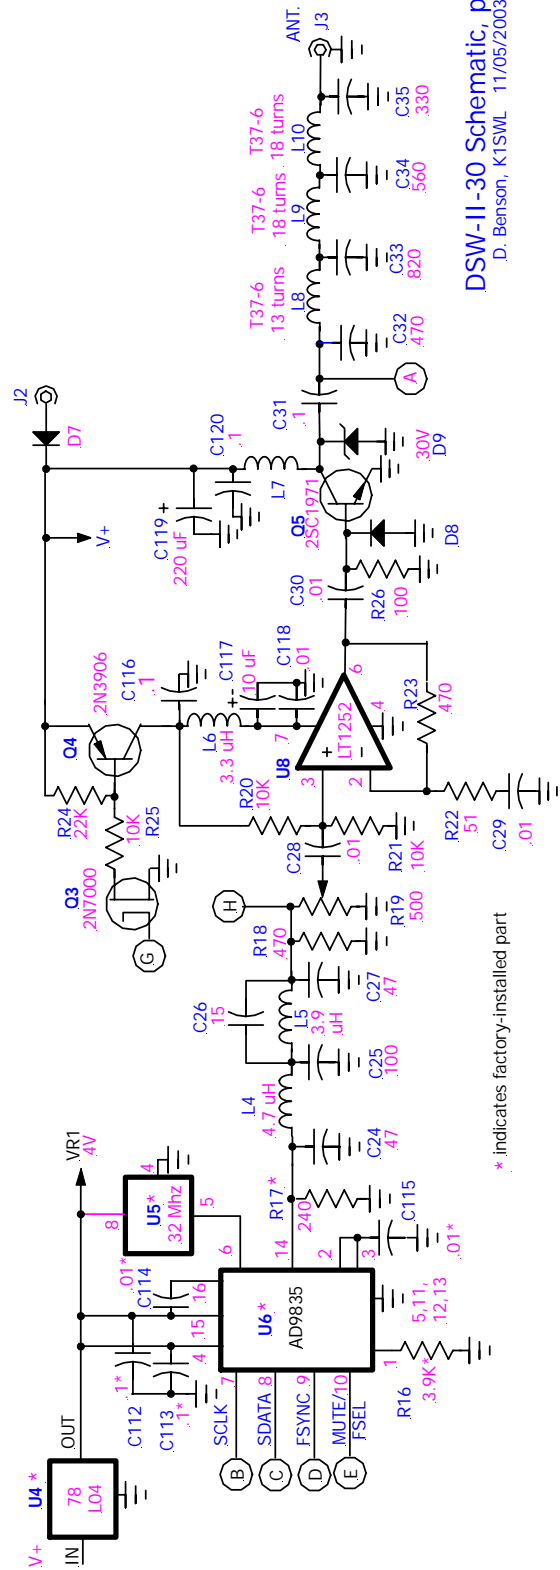 V+
IN
U4 *
78
L04
OUT
VR1
4V
C112
.1*
C113
.1*
C114
.01*
U5*
32 Mhz
8
4
5
6
15
16
4
7
SCLK
B
SDATA
8
C
FSYNC
9
D
MUTE/
10
FSEL
E
U6*
AD9835
14
2
3
5,11,
12,13
1
R16
3.9K*
C115
.01*
R17*
240
C24
47
L4
4.7 uH
C25
100
C26
15
L5
3.9
uH
C27
47
R18
470
H
R19
500
C28
.01
R20
10K
R21
10K
G
Q3
2N7000
R24
22K
10K
R25
Q4
2N3906
C116
.1
L6
3.3 uH
+
C117
10 uF
C118
.01
U8
LT1252
+
–
3
2
7
6
4
R22
51
C29
.01
R23
470
C30
.01
R26
100
D8
Q5
2SC1971
V+
C119
+
220 uF
C120
.1
L7
D7
J2
C31
.1
30V
D9
A
C32
470
T37-6
13 turns
L8
C33
820
T37-6
18 turns
L9
C34
560
T37-6
18 turns
L10
C35
330
ANT.
J3
* indicates factory-installed part
DSW-II-30 Schematic, p
D. Benson, K1SWL 11/05/2003